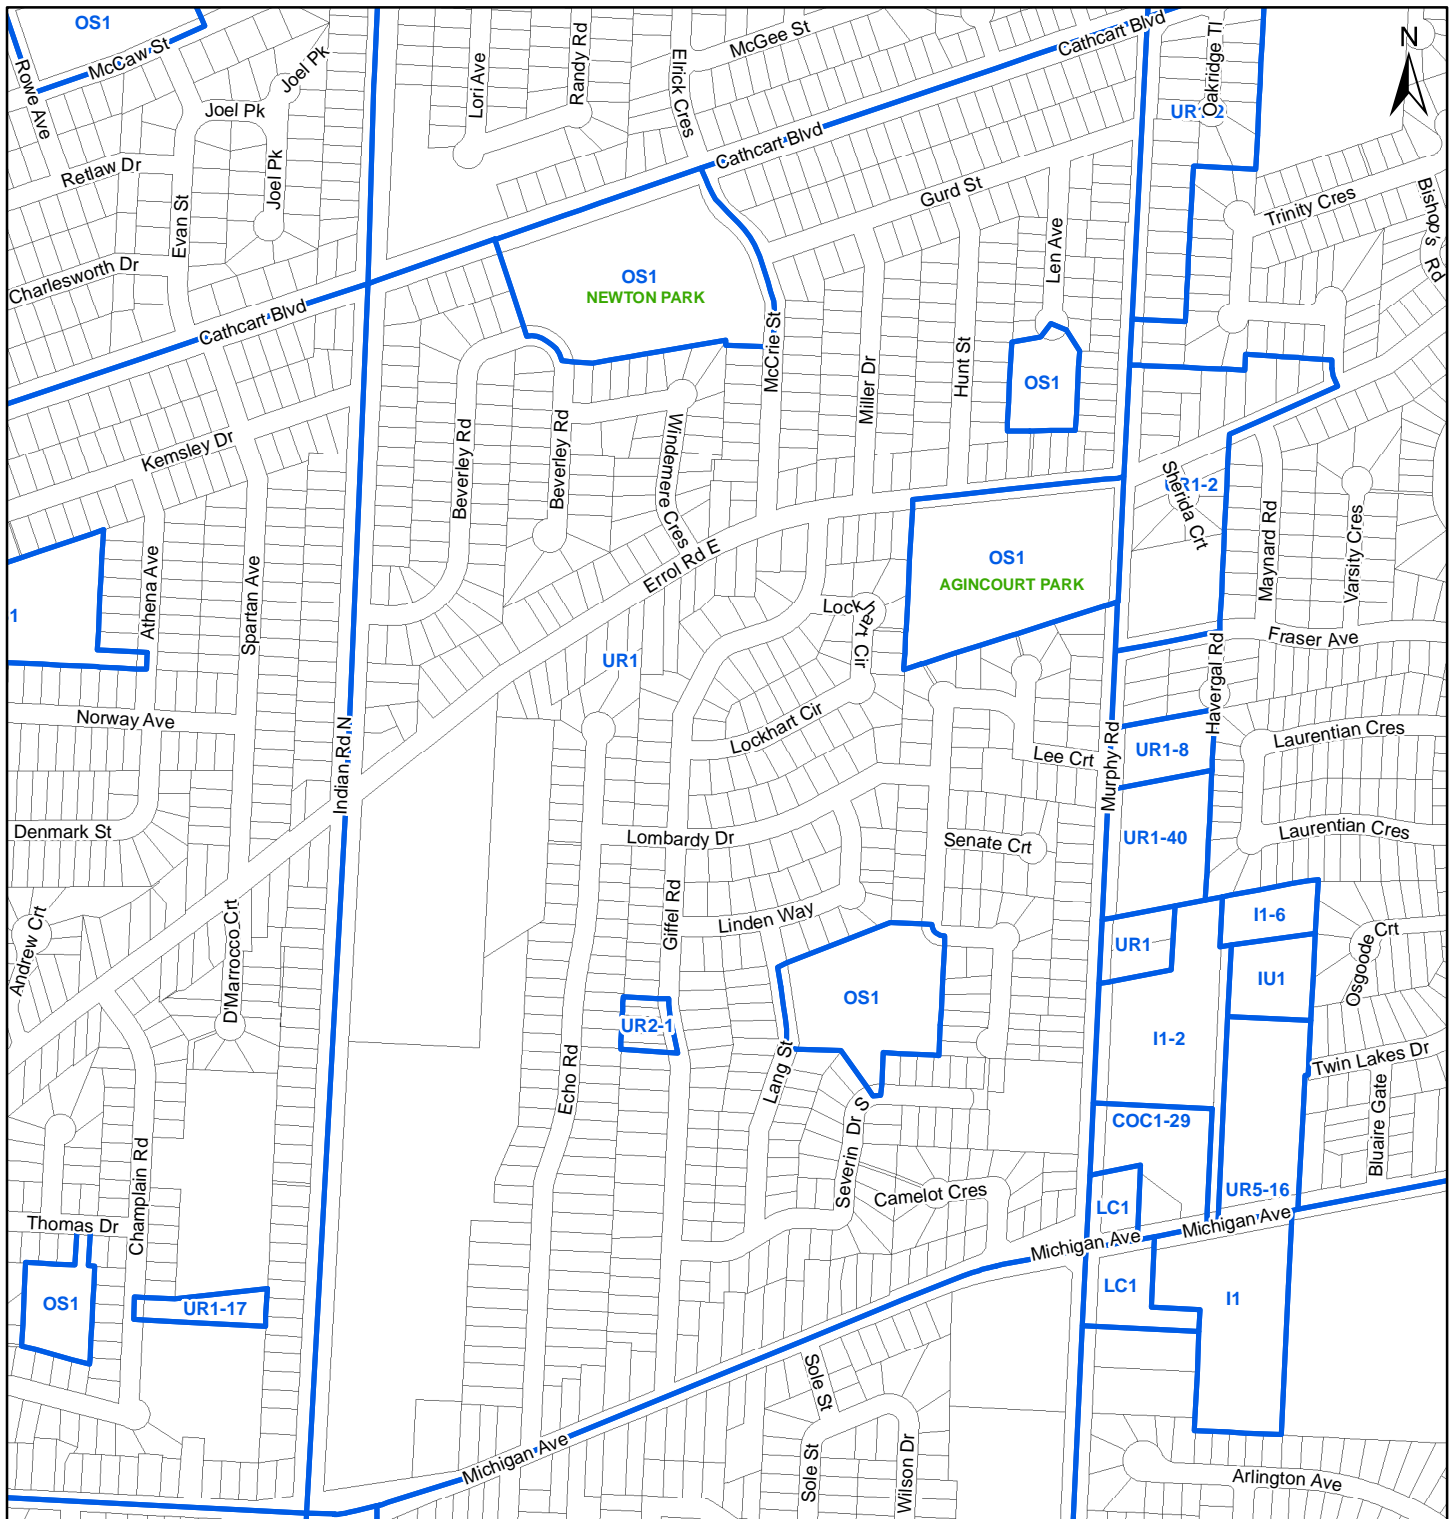 OS1
McCaw St
Rowe Ave
Joel Pk
Joel Pk
Joel Pk
Lori Ave
Randy Rd
Elrick Cres
McGee St
Cathcart Blvd
Oakridge Tl
N
Retlaw Dr
Evan St
Cathcart Blvd
Gurd St
Len Ave
Trinity Cres
Bishop's Rd
Charlesworth Dr
Cathcart Blvd
OS1
NEWTON PARK
McCrie St
Miller Dr
Hunt St
OS1
Kemsley Dr
Beverley Rd
Beverley Rd
Windemere Cres
Sherida Crt
UR1-2
Maynard Rd
Varsity Cres
Athena Ave
Spartan Ave
Errol Rd E
OS1
AGINCOURT PARK
1
UR1
Lockhart Cir
Fraser Ave
Havergal Rd
Norway Ave
Indian Rd N
Lockhart Cir
Lee Crt
Murphy Rd
UR1-8
Laurentian Cres
Denmark St
Lombardy Dr
Senate Crt
UR1-40
Laurentian Cres
Andrew Crt
D'Marrocco Crt
Giffel Rd
Linden Way
UR1
I1-6
Osgoode Crt
IU1
OS1
UR2-1
I1-2
Echo Rd
Lang St
Twin Lakes Dr
Bluaire Gate
COC1-29
Champlain Rd
Severin Dr S
Camelot Cres
UR5-16
LC1
Thomas Dr
Michigan Ave
Michigan Ave
OS1
UR1-17
LC1
I1
Sole St
Sole St
Wilson Dr
Michigan Ave
Arlington Ave